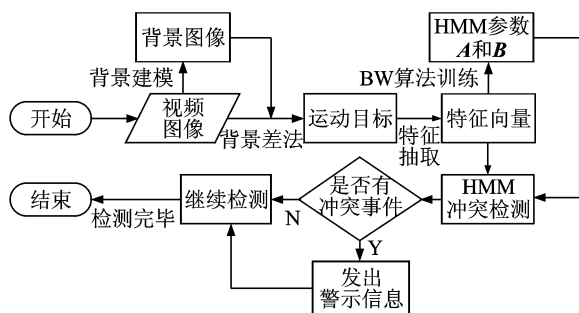 背景图像
HMM参数
A和B
背景建模
BW算法训练
开始
视频
图像
背景差法
运动目标
特征
抽取
特征向量
结束
检测完毕
继续检测
N
是否有
冲突事件
Y
HMM
冲突检测
发出
警示信息